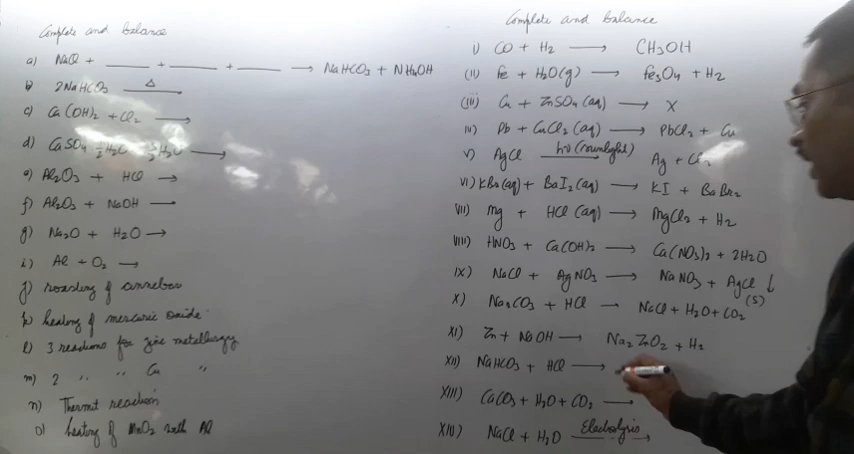 Complete and balance
a) NaCl + ____ + ____ + ____ → NaHCO3 + NH4OH
b) 2NaHCO3 —Δ→
c) Ca(OH)2 + Cl2 →
d) CaSO4 ½H2O →
e) Al2O3 + HCl →
f) Al2O3 + NaOH —
g) Na2O + H2O →
h) Al + O2 →
j) roasting of cinnebar
k) heating of mercuric oxide
l) 3 reactions for zinc metallurgy
m) 2 " " Cu "
n) Thermit reaction
o) heating of MnO2 with Al
Complete and balance
i) CO + H2 → CH3OH
(ii) Fe + H2O(g) → Fe3O4 + H2
(iii) Cu + ZnSO4(aq) → X
iv) Pb + CuCl2(aq) → PbCl2 + Cu
v) AgCl —hν(sunlight)→ Ag + Cl2
vi) KBr(aq) + BaI2(aq) → KI + BaBr2
vii) Mg + HCl(aq) → MgCl2 + H2
viii) HNO3 + Ca(OH)2 → Ca(NO3)2 + 2H2O
ix) NaCl + AgNO3 → NaNO3 + AgCl ↓ (s)
x) Na2CO3 + HCl → NaCl + H2O + CO2
xi) Zn + NaOH → Na2ZnO2 + H2
xii) NaHCO3 + HCl →
xiii) CaCO3 + H2O + CO2 →
xiv) NaCl + H2O —Electrolysis→